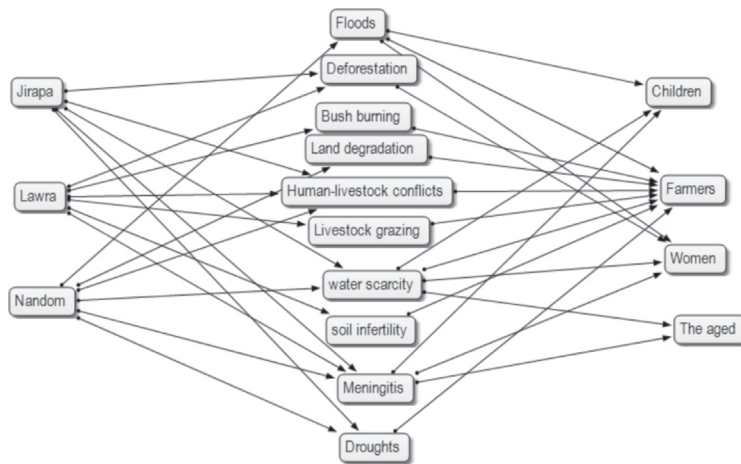 Floods
Deforestation
Jirapa
Children
Bush burning
Land degradation
Human-livestock conflicts
Farmers
Lawra
Livestock grazing
Women
water scarcity
Nandom
soil infertility
The aged
Meningitis
Droughts